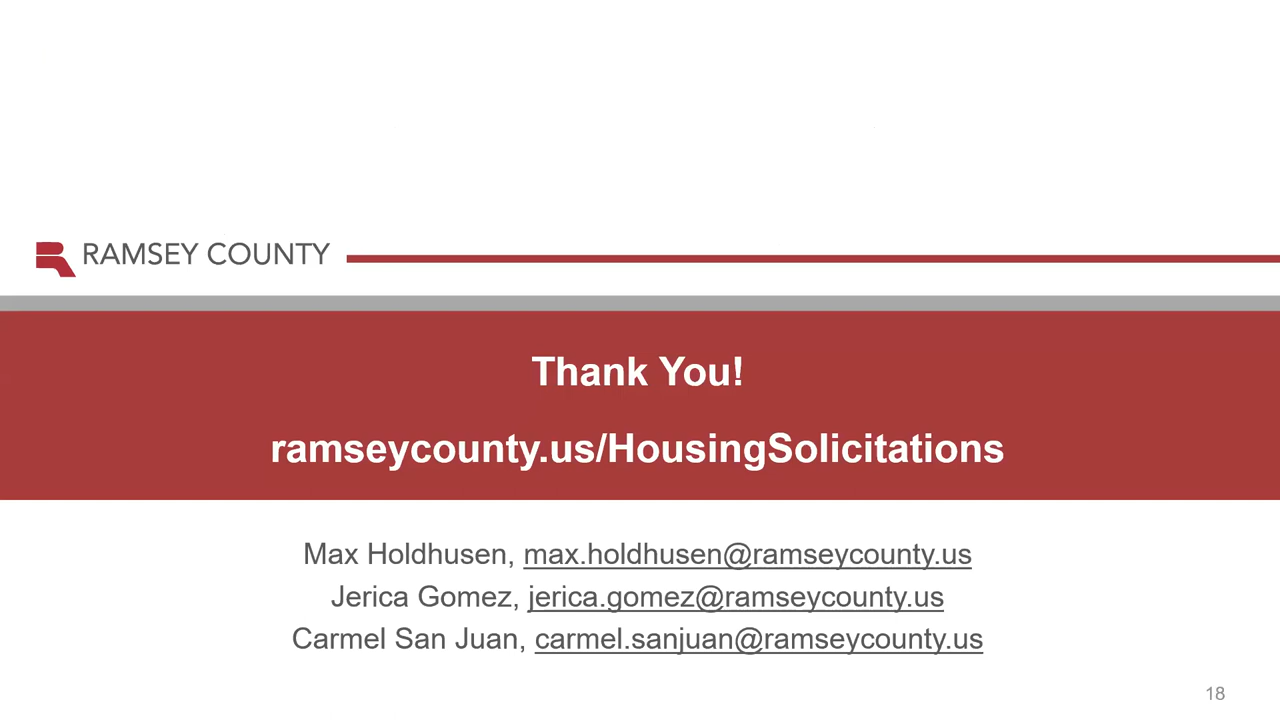 RAMSEY COUNTY
Thank You!
ramseycounty.us/HousingSolicitations
Max Holdhusen, max.holdhusen@ramseycounty.us
Jerica Gomez, jerica.gomez@ramseycounty.us
Carmel San Juan, carmel.sanjuan@ramseycounty.us
18